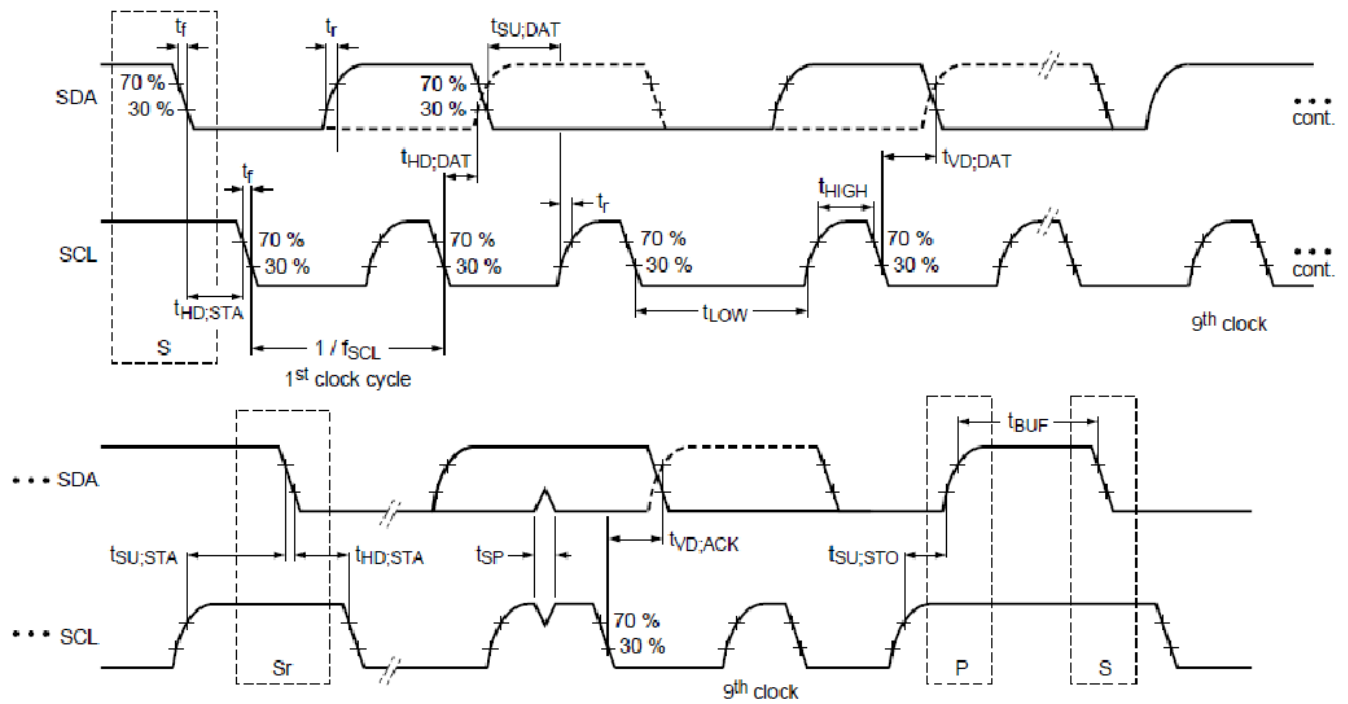 tf
tr
tSU;DAT
SDA
70 %
30 %
70 %
30 %
cont.
tHD;DAT
tVD;DAT
tf
tr
tHIGH
SCL
70 %
30 %
70 %
30 %
70 %
30 %
70 %
30 %
cont.
tHD;STA
tLOW
9th clock
S
1 / fSCL
1st clock cycle
tBUF
SDA
tSU;STA
tHD;STA
tSP
tVD;ACK
tSU;STO
SCL
70 %
30 %
Sr
P
S
9th clock